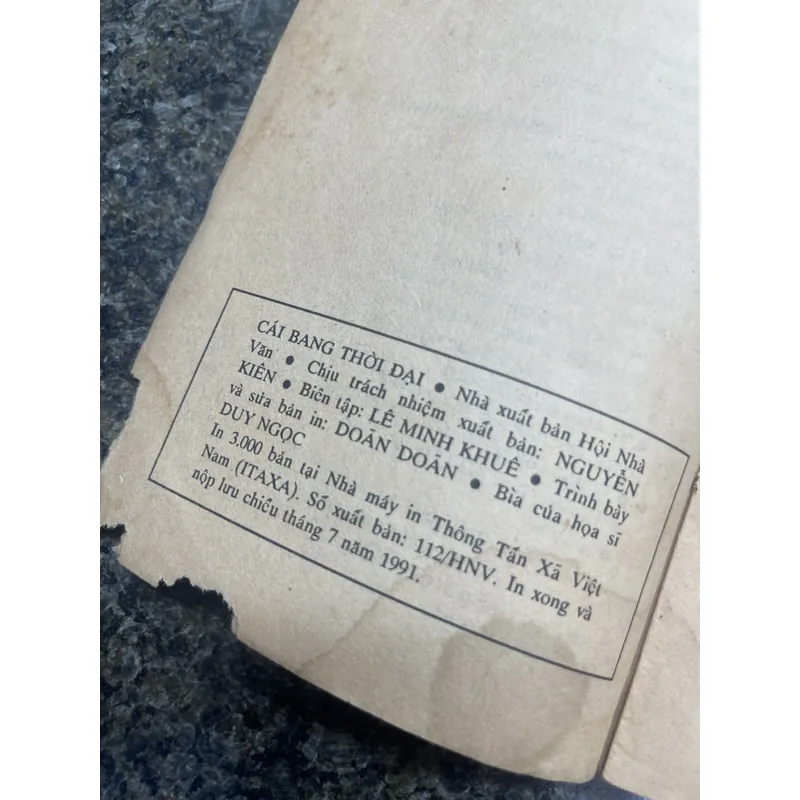 CÁI BANG THỜI ĐẠI ● Nhà xuất bản Hội Nhà
Văn ● Chịu trách nhiệm xuất bản: NGUYỄN
KIÊN ● Biên tập: LÊ MINH KHUÊ ● Trình bày
và sửa bản in: DOÃN DOÃN ● Bìa của họa sĩ
DUY NGỌC
In 3.000 bản tại Nhà máy in Thông Tấn Xã Việt
Nam (ITAXA). Số xuất bản: 112/HNV. In xong và
nộp lưu chiểu tháng 7 năm 1991.